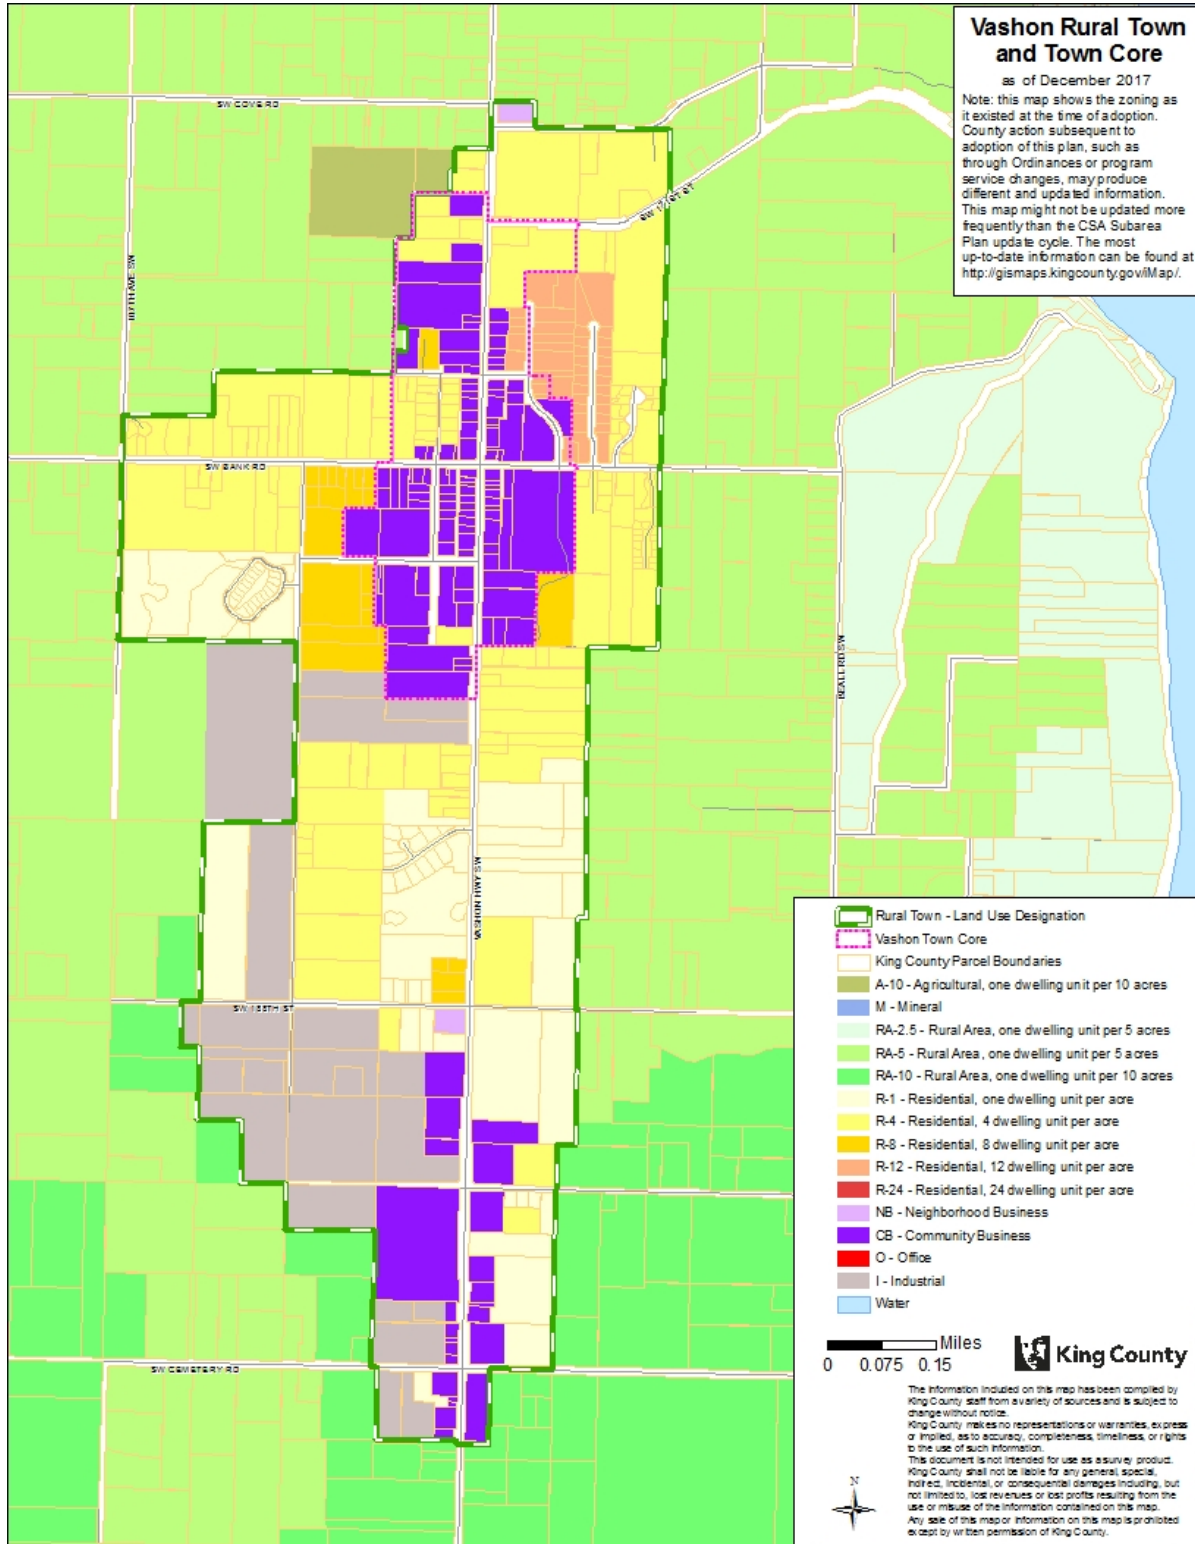 Vashon Rural Town
and Town Core
as of December 2017
Note: this map shows the zoning as
it existed at the time of adoption.
County action subsequent to
adoption of this plan, such as
through Ordinances or program
service changes, may produce
different and updated information.
This map might not be updated more
frequently than the CSA Subarea
Plan update cycle. The most
up-to-date information can be found at
http://gismaps.kingcounty.gov/iMap/.
SW COVE RD
SW 171ST ST
107TH AVE SW
SW BANK RD
BEALL RD SW
VASHON HWY SW
SW 188TH ST
SW CEMETERY RD
Rural Town - Land Use Designation
Vashon Town Core
King County Parcel Boundaries
A-10 - Agricultural, one dwelling unit per 10 acres
M - Mineral
RA-2.5 - Rural Area, one dwelling unit per 5 acres
RA-5 - Rural Area, one dwelling unit per 5 acres
RA-10 - Rural Area, one dwelling unit per 10 acres
R-1 - Residential, one dwelling unit per acre
R-4 - Residential, 4 dwelling unit per acre
R-8 - Residential, 8 dwelling unit per acre
R-12 - Residential, 12 dwelling unit per acre
R-24 - Residential, 24 dwelling unit per acre
NB - Neighborhood Business
CB - Community Business
O - Office
I - Industrial
Water
Miles
0 0.075 0.15
King County
The information included on this map has been compiled by
King County staff from a variety of sources and is subject to
change without notice.
King County makes no representations or warranties, express
or implied, as to accuracy, completeness, timeliness, or rights
to the use of such information.
This document is not intended for use as a survey product.
King County shall not be liable for any general, special,
indirect, incidental, or consequential damages including, but
not limited to, lost revenues or lost profits resulting from the
use or misuse of the information contained on this map.
Any sale of this map or information on this map is prohibited
except by written permission of King County.
N